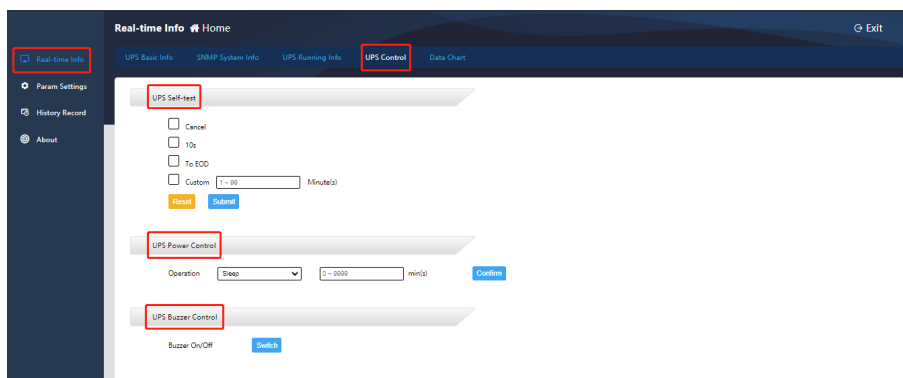 Real-time Info Home
Exit
Real-time Info
Param Settings
History Record
About
UPS Basic Info
SNMP System Info
UPS Running Info
UPS Control
Data Chart
UPS Self-test
Cancel
10s
To EOD
Custom 1 ~ 99 Minute(s)
Reset Submit
UPS Power Control
Operation Sleep 0 ~ 9999 min(s) Confirm
UPS Buzzer Control
Buzzer On/Off Switch